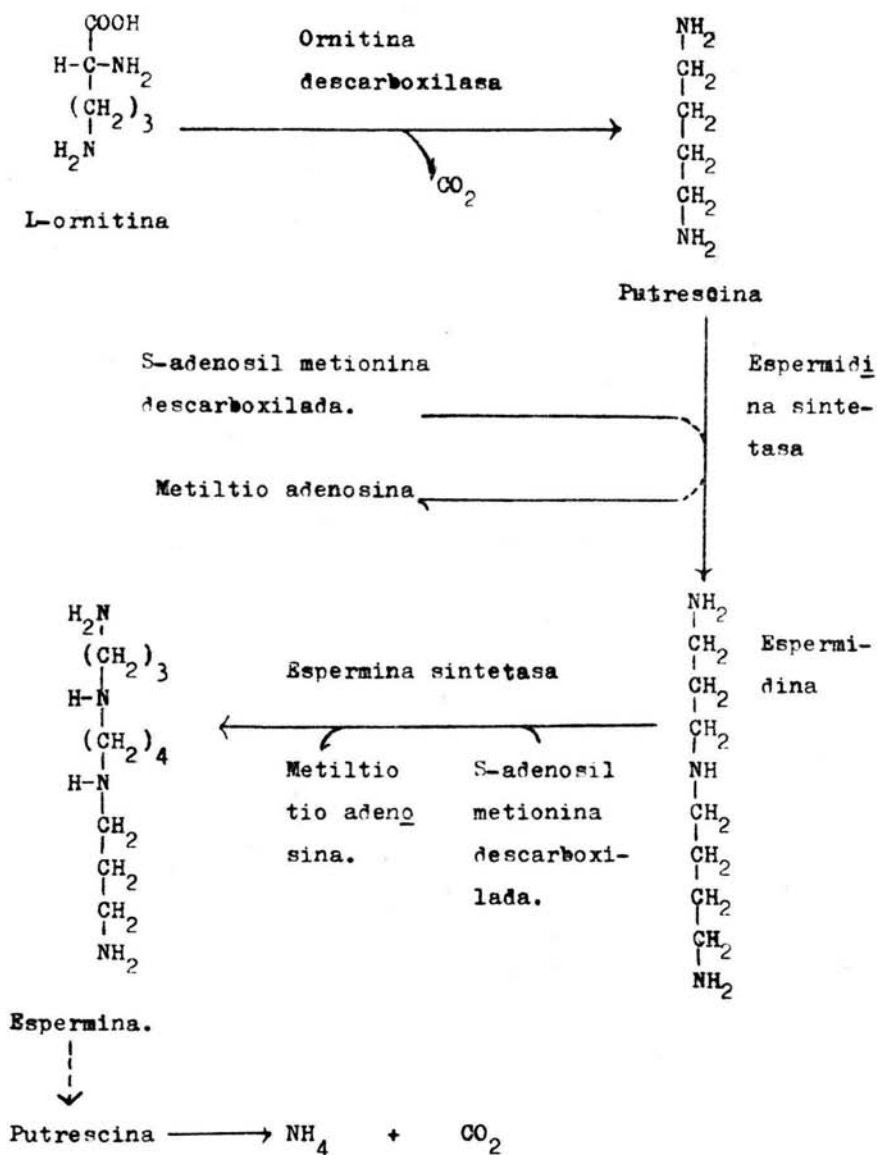 COOH
H-C-NH2
(CH2)3
H2N
L-ornitina
Ornitina
descarboxilasa
CO2
NH2
CH2
CH2
CH2
CH2
NH2
Putrescina
S-adenosil metionina
descarboxilada.
Metiltio adenosina
Espermidi
na sinte-
tasa
NH2
CH2
CH2
CH2
NH
CH2
CH2
CH2
CH2
NH2
Espermi-
dina
Espermina sintetasa
Metiltio
tio adeno
sina.
S-adenosil
metionina
descarboxi-
lada.
H2N
(CH2)3
H-N
(CH2)4
H-N
CH2
CH2
CH2
NH2
Espermina.
Putrescina NH4 + CO2